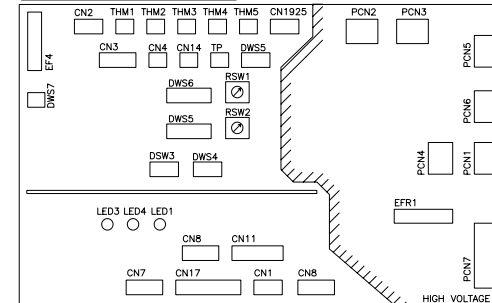 CN2 THM1 THM2 THM3 THM4 THM5 CN1925 PCN2 PCN3
EF4
CN3 CN4 CN14 TP DWS5
PCN5
DWS7
DWS6 RSW1
PCN6
DWS5 RSW2
DSW3 DWS4
PCN4 PCN1
LED3 LED4 LED1
EFR1
CN8 CN11
PCN7
CN7 CN17 CN1 CN8
HIGH VOLTAGE